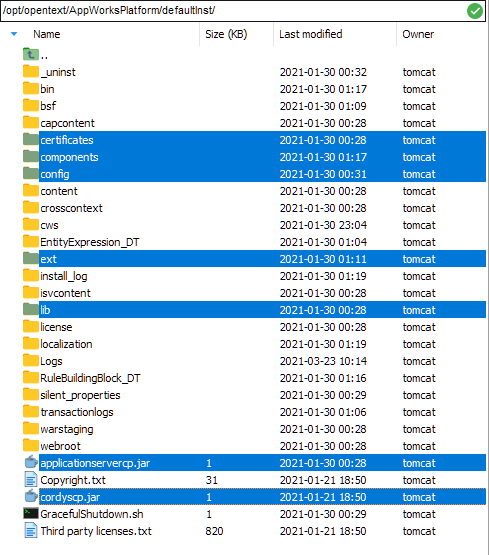 /opt/opentext/AppWorksPlatform/defaultInst/
Name Size (KB) Last modified Owner
..
_uninst 2021-01-30 00:32 tomcat
bin 2021-01-30 01:17 tomcat
bsf 2021-01-30 01:09 tomcat
capcontent 2021-01-30 00:28 tomcat
certificates 2021-01-30 00:28 tomcat
components 2021-01-30 01:17 tomcat
config 2021-01-30 00:31 tomcat
content 2021-01-30 00:28 tomcat
crosscontext 2021-01-30 00:28 tomcat
cws 2021-01-30 23:04 tomcat
EntityExpression_DT 2021-01-30 01:04 tomcat
ext 2021-01-30 01:11 tomcat
install_log 2021-01-30 01:19 tomcat
isvcontent 2021-01-30 00:28 tomcat
lib 2021-01-30 00:28 tomcat
license 2021-01-30 00:28 tomcat
localization 2021-01-30 01:19 tomcat
Logs 2021-03-23 10:14 tomcat
RuleBuildingBlock_DT 2021-01-30 01:16 tomcat
silent_properties 2021-01-30 00:29 tomcat
transactionlogs 2021-01-30 01:06 tomcat
warstaging 2021-01-30 00:28 tomcat
webroot 2021-01-30 00:28 tomcat
applicationservercp.jar 1 2021-01-30 00:28 tomcat
Copyright.txt 31 2021-01-21 18:50 tomcat
cordyscp.jar 1 2021-01-21 18:50 tomcat
GracefulShutdown.sh 1 2021-01-30 00:29 tomcat
Third party licenses.txt 820 2021-01-21 18:50 tomcat